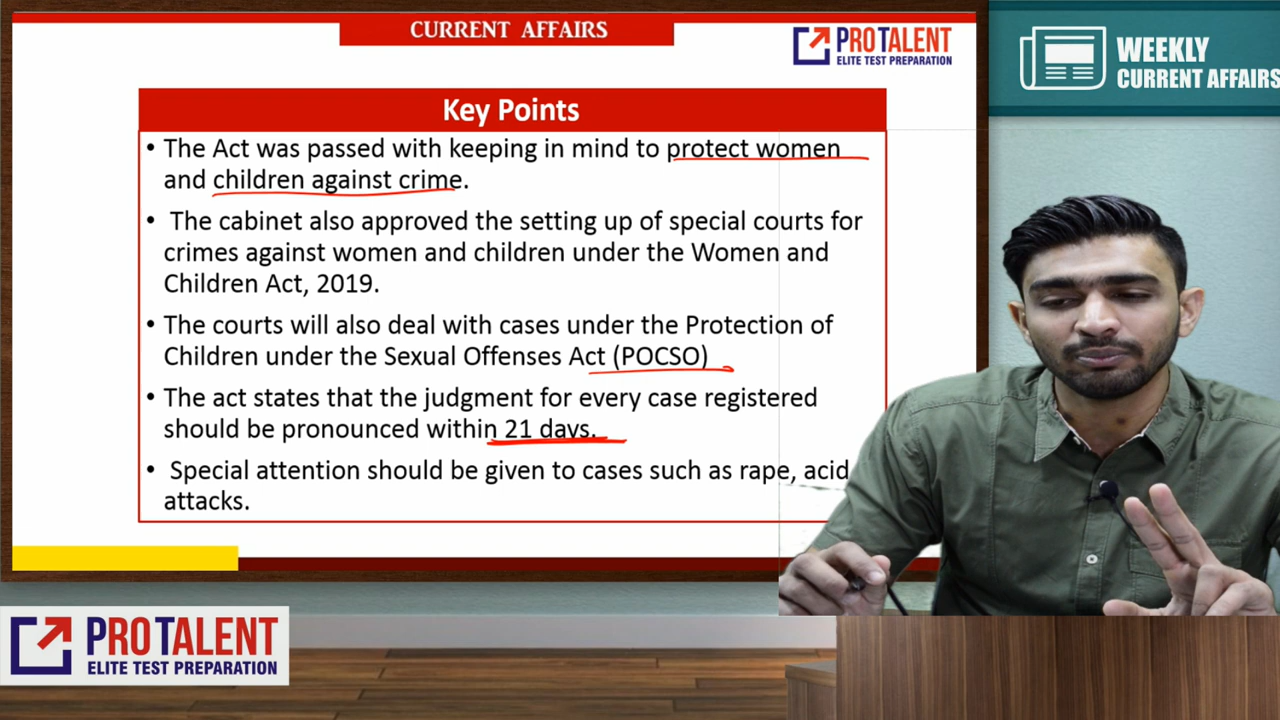 CURRENT AFFAIRS
PROTALENT
ELITE TEST PREPARATION
WEEKLY
CURRENT AFFAIRS
Key Points
• The Act was passed with keeping in mind to protect women
and children against crime.
• The cabinet also approved the setting up of special courts for
crimes against women and children under the Women and
Children Act, 2019.
• The courts will also deal with cases under the Protection of
Children under the Sexual Offenses Act (POCSO)
• The act states that the judgment for every case registered
should be pronounced within 21 days.
• Special attention should be given to cases such as rape, acid
attacks.
PROTALENT
ELITE TEST PREPARATION